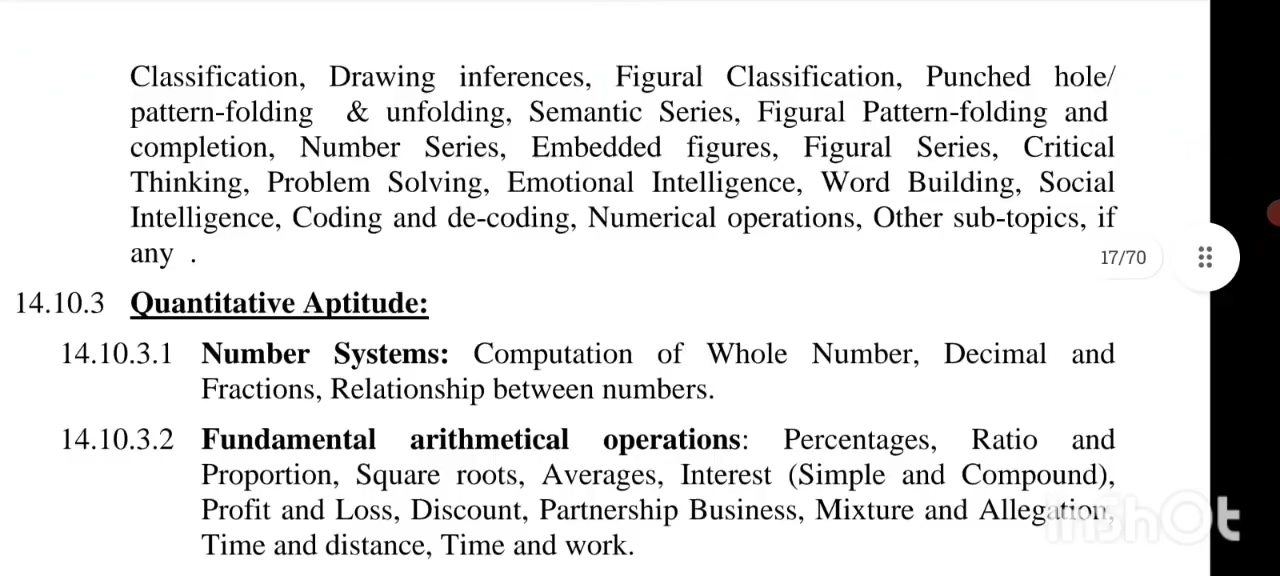 Classification, Drawing inferences, Figural Classification, Punched hole/
pattern-folding & unfolding, Semantic Series, Figural Pattern-folding and
completion, Number Series, Embedded figures, Figural Series, Critical
Thinking, Problem Solving, Emotional Intelligence, Word Building, Social
Intelligence, Coding and de-coding, Numerical operations, Other sub-topics, if
any .
17/70
14.10.3 Quantitative Aptitude:
14.10.3.1 Number Systems: Computation of Whole Number, Decimal and
Fractions, Relationship between numbers.
14.10.3.2 Fundamental arithmetical operations: Percentages, Ratio and
Proportion, Square roots, Averages, Interest (Simple and Compound),
Profit and Loss, Discount, Partnership Business, Mixture and Allegation,
Time and distance, Time and work.
InShOt